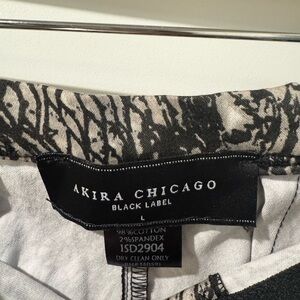 AKIRA CHICAGO
BLACK LABEL
L
98% COTTON
2% SPANDEX
1SD2904
DRY CLEAN ONLY